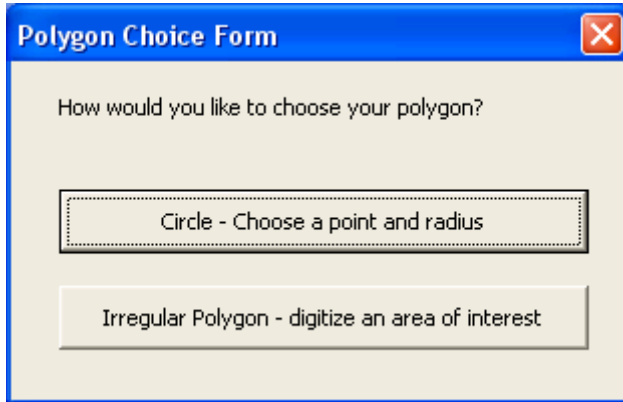 Polygon Choice Form
How would you like to choose your polygon?
Circle - Choose a point and radius
Irregular Polygon - digitize an area of interest